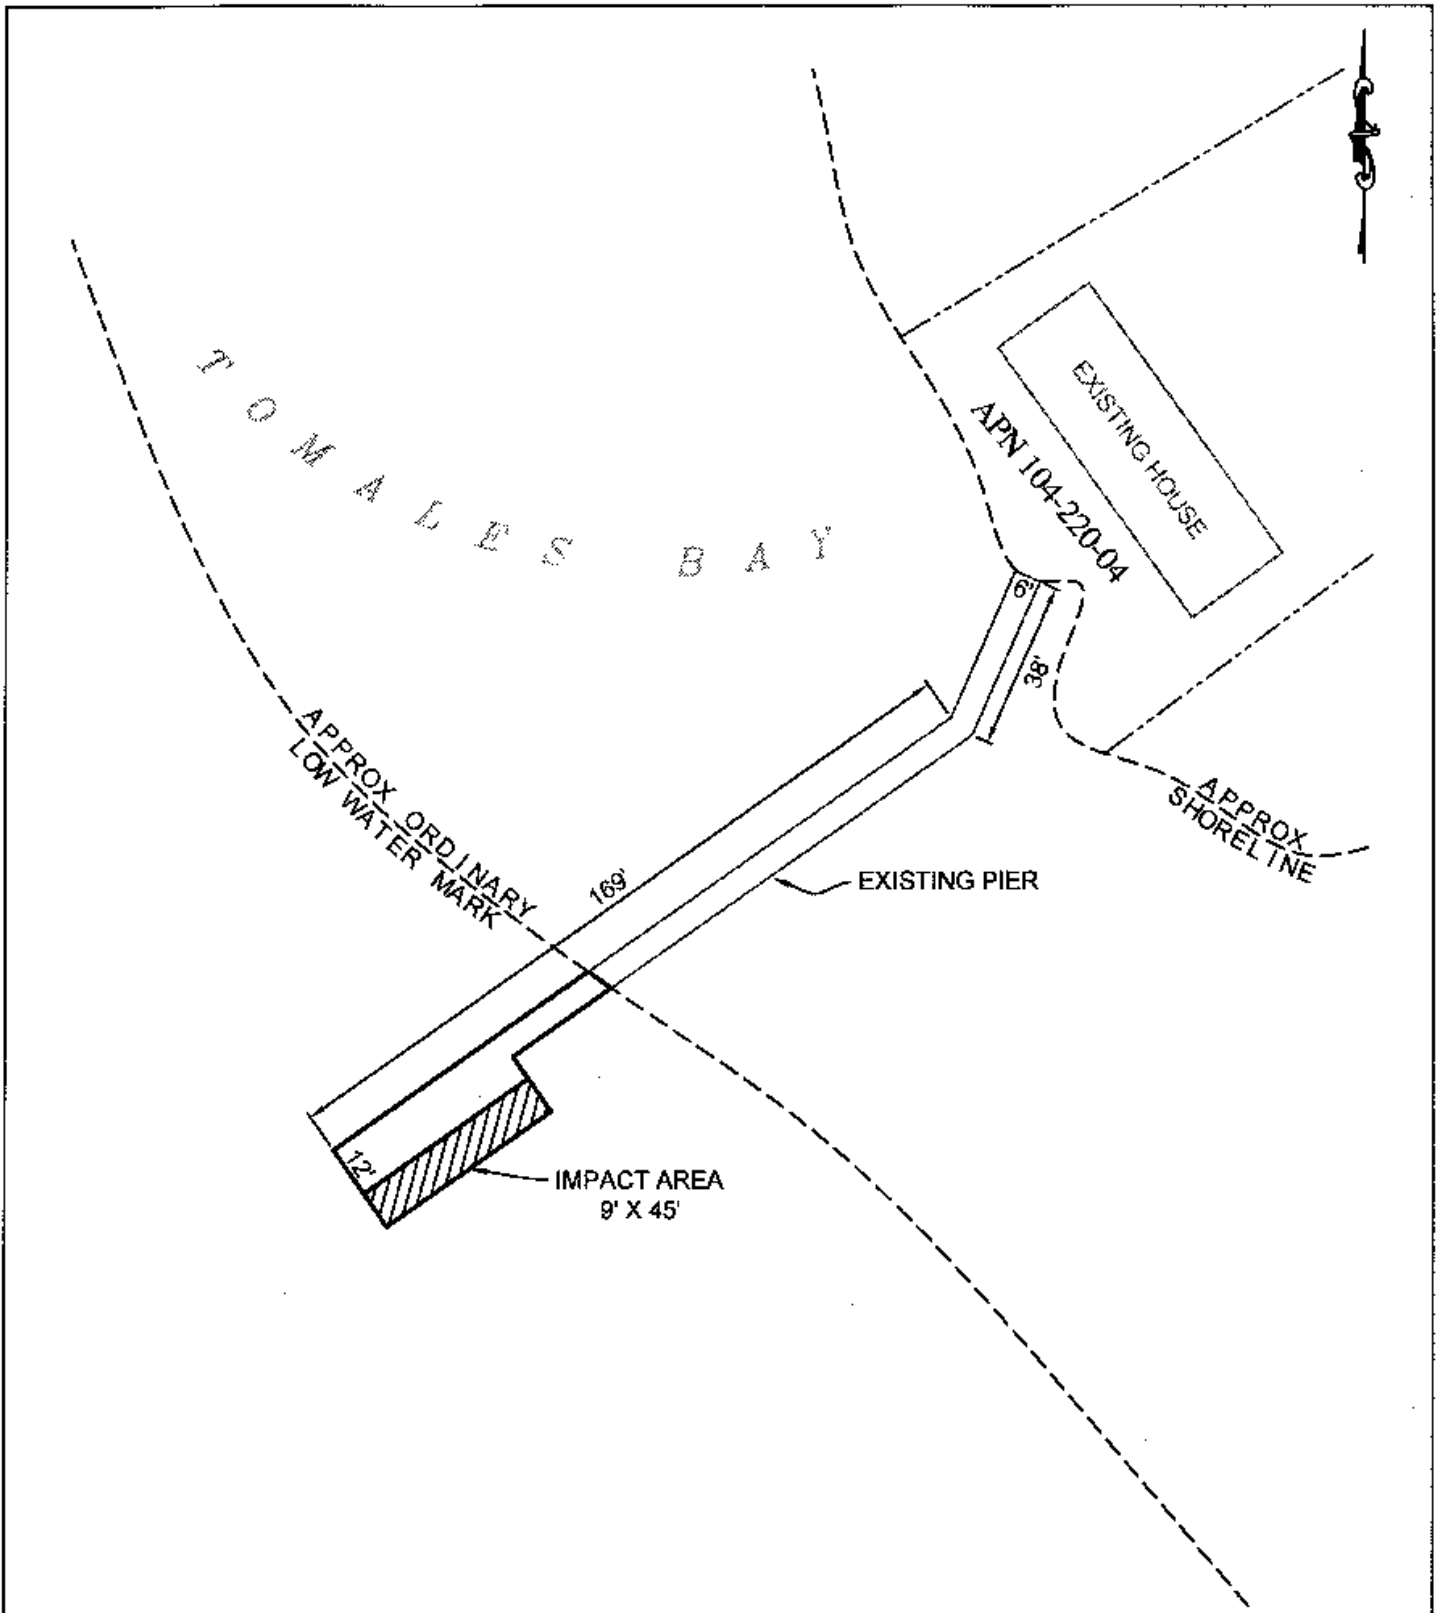 TOMALES BAY
EXISTING HOUSE
APN 104-220-04
6'
38'
APPROX ORDINARY
LOW WATER MARK
169'
APPROX
SHORELINE
EXISTING PIER
12'
IMPACT AREA
9' X 45'